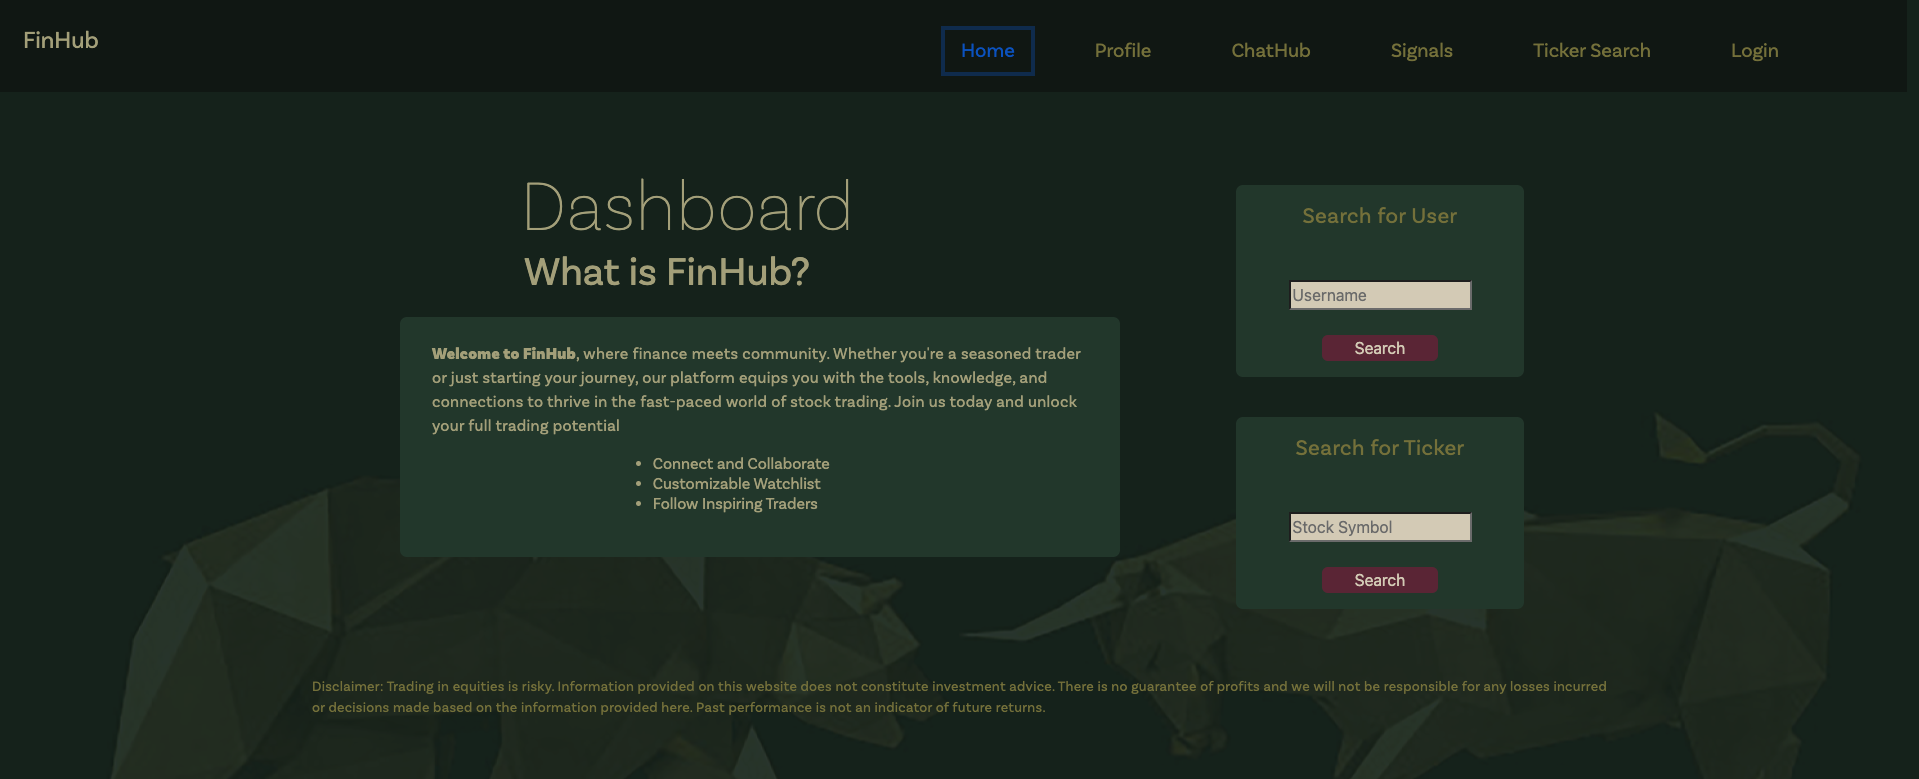 FinHub
Home
Profile
ChatHub
Signals
Ticker Search
Login
Dashboard
What is FinHub?
Welcome to FinHub, where finance meets community. Whether you're a seasoned trader
or just starting your journey, our platform equips you with the tools, knowledge, and
connections to thrive in the fast-paced world of stock trading. Join us today and unlock
your full trading potential
• Connect and Collaborate
• Customizable Watchlist
• Follow Inspiring Traders
Search for User
Username
Search
Search for Ticker
Stock Symbol
Search
Disclaimer: Trading in equities is risky. Information provided on this website does not constitute investment advice. There is no guarantee of profits and we will not be responsible for any losses incurred
or decisions made based on the information provided here. Past performance is not an indicator of future returns.